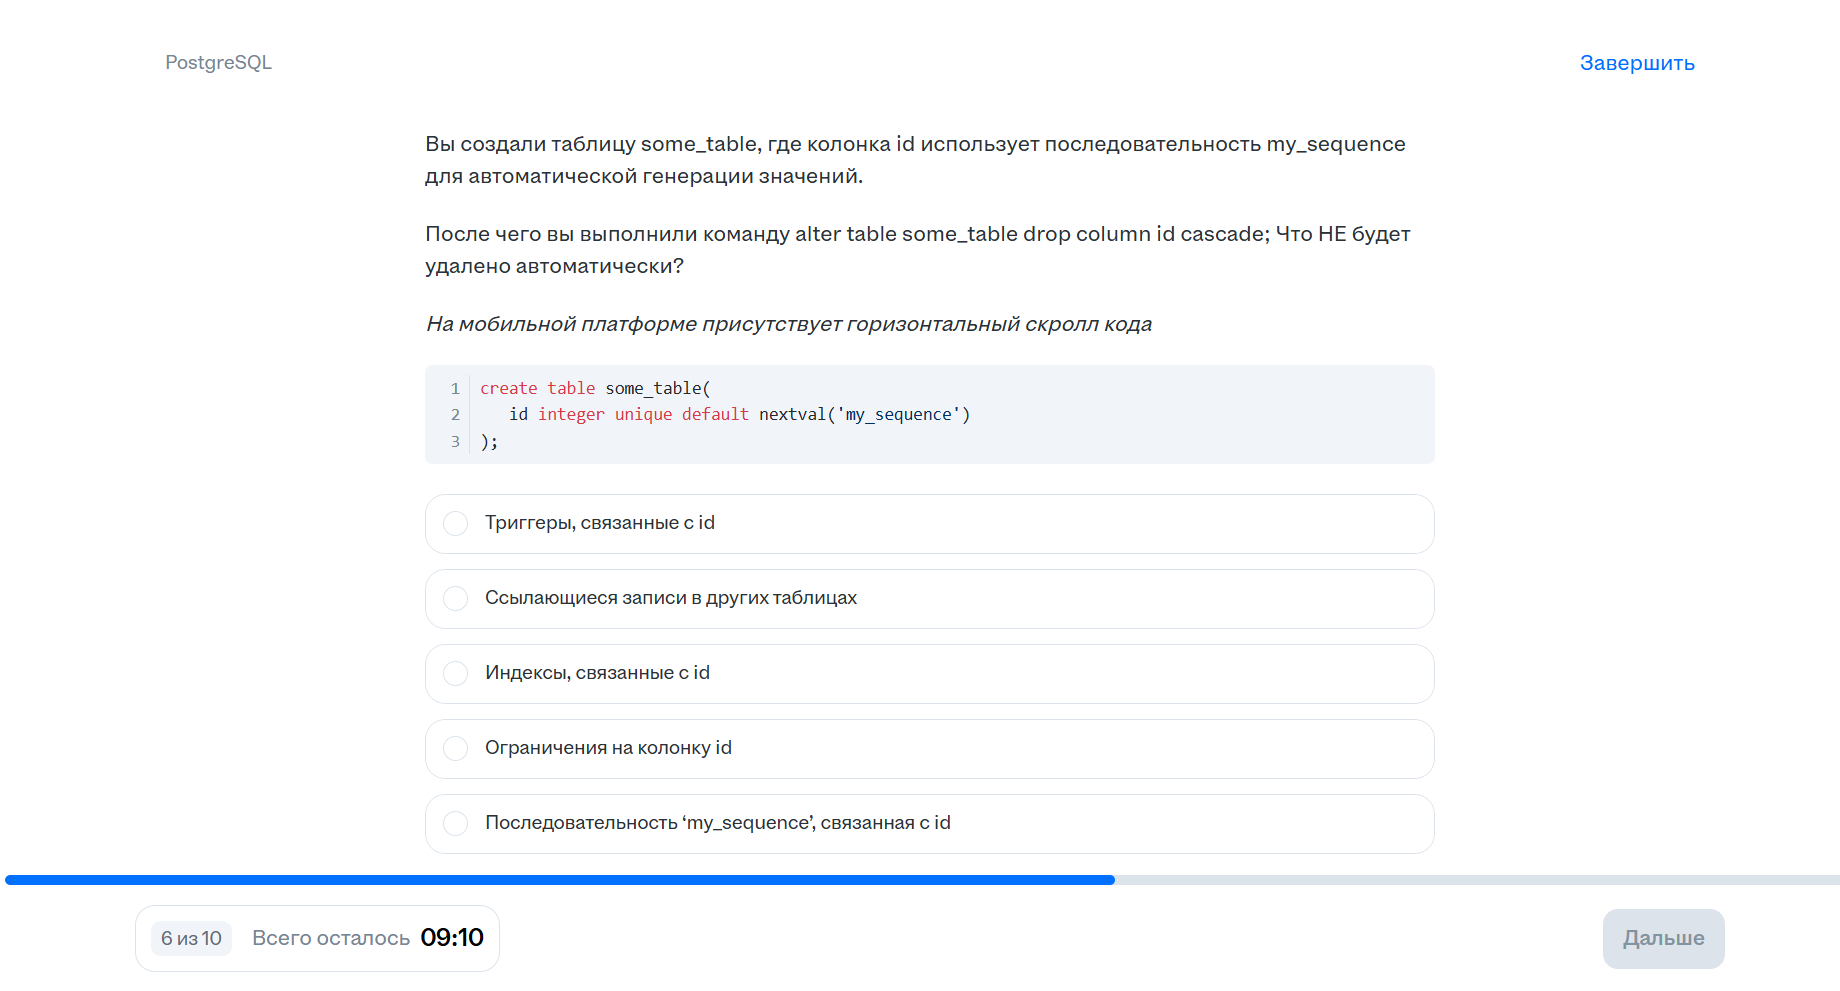 PostgreSQL
Завершить
Вы создали таблицу some_table, где колонка id использует последовательность my_sequence
для автоматической генерации значений.
После чего вы выполнили команду alter table some_table drop column id cascade; Что НЕ будет
удалено автоматически?
На мобильной платформе присутствует горизонтальный скролл кода
1 create table some_table(
2 id integer unique default nextval('my_sequence')
3 );
Триггеры, связанные с id
Ссылающиеся записи в других таблицах
Индексы, связанные с id
Ограничения на колонку id
Последовательность ‘my_sequence’, связанная с id
6 из 10 Всего осталось 09:10
Дальше